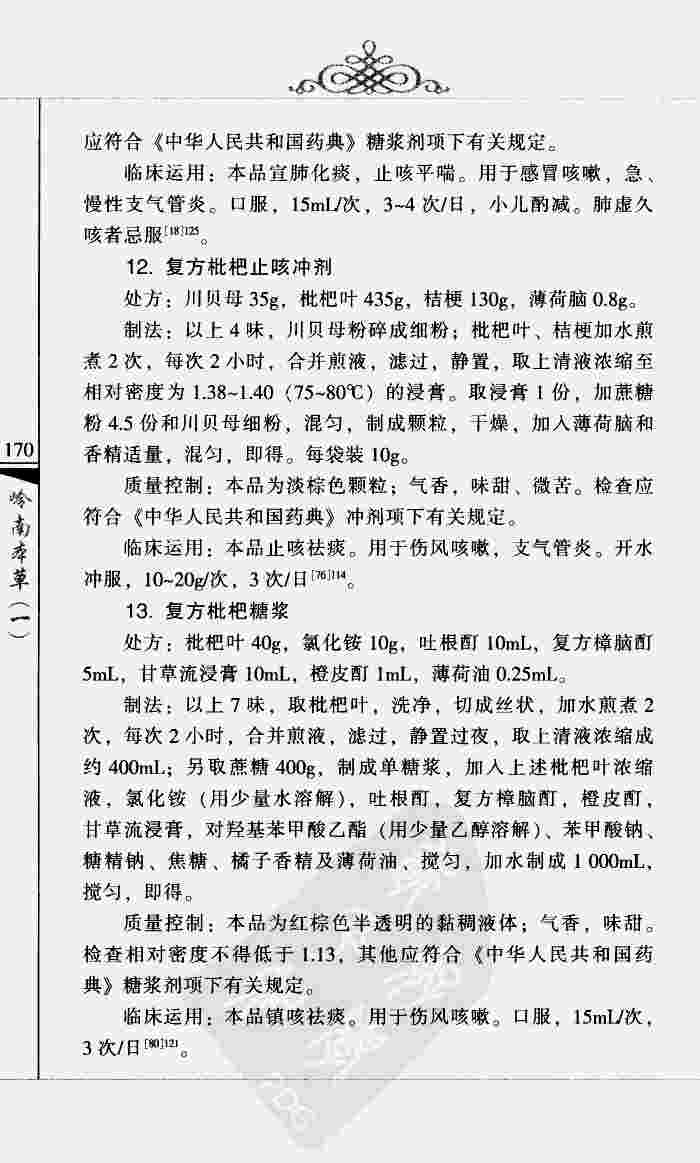 应符合《中华人民共和国药典》糖浆剂项下有关规定。
临床运用：本品宣肺化痰，止咳平喘。用于感冒咳嗽，急、
慢性支气管炎。口服，15mL/次，3~4 次/日，小儿酌减。肺虚久
咳者忌服[18]125。
12. 复方枇杷止咳冲剂
处方：川贝母 35g，枇杷叶 435g，桔梗 130g，薄荷脑 0.8g。
制法：以上 4 味，川贝母粉碎成细粉；枇杷叶、桔梗加水煎
煮 2 次，每次 2 小时，合并煎液，滤过，静置，取上清液浓缩至
相对密度为 1.38~1.40（75~80℃）的浸膏。取浸膏 1 份，加蔗糖
粉 4.5 份和川贝母细粉，混匀，制成颗粒，干燥，加入薄荷脑和
香精适量，混匀，即得。每袋装 10g。
质量控制：本品为淡棕色颗粒；气香，味甜、微苦。检查应
符合《中华人民共和国药典》冲剂项下有关规定。
临床运用：本品止咳祛痰。用于伤风咳嗽，支气管炎。开水
冲服，10~20g/次，3 次/日[76]114。
13. 复方枇杷糖浆
处方：枇杷叶 40g，氯化铵 10g，吐根酊 10mL，复方樟脑酊
5mL，甘草流浸膏 10mL，橙皮酊 1mL，薄荷油 0.25mL。
制法：以上 7 味，取枇杷叶，洗净，切成丝状，加水煎煮 2
次，每次 2 小时，合并煎液，滤过，静置过夜，取上清液浓缩成
约 400mL；另取蔗糖 400g，制成单糖浆，加入上述枇杷叶浓缩
液，氯化铵（用少量水溶解），吐根酊，复方樟脑酊，橙皮酊，
甘草流浸膏，对羟基苯甲酸乙酯（用少量乙醇溶解）、苯甲酸钠、
糖精钠、焦糖、橘子香精及薄荷油、搅匀，加水制成 1 000mL，
搅匀，即得。
质量控制：本品为红棕色半透明的黏稠液体；气香，味甜。
检查相对密度不得低于 1.13，其他应符合《中华人民共和国药
典》糖浆剂项下有关规定。
临床运用：本品镇咳祛痰。用于伤风咳嗽。口服，15mL/次，
3 次/日[80]121。
170
岭南本草（一）